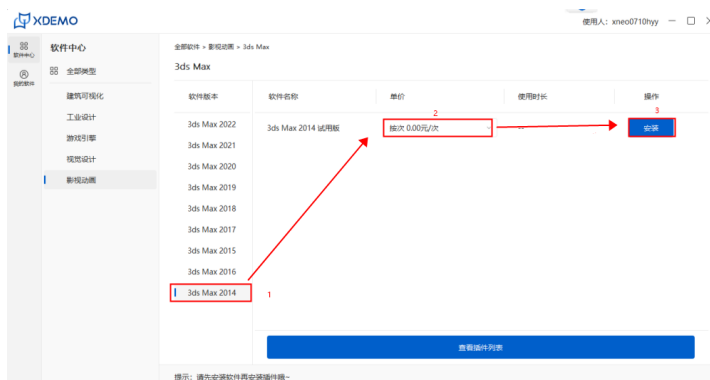 XDEMO
使用人：xneo0710hyy
软件中心
我的软件
软件中心
全部类型
建筑可视化
工业设计
游戏引擎
视觉设计
影视动画
全部软件 > 影视动画 > 3ds Max
3ds Max
软件版本 软件名称 单价 使用时长 操作
2 3
3ds Max 2022
3ds Max 2014 试用版 按次 0.00元/次 -- 安装
3ds Max 2021
3ds Max 2020
3ds Max 2019
3ds Max 2018
3ds Max 2017
3ds Max 2015
3ds Max 2016
3ds Max 2014 1
查看插件列表
提示：请先安装软件再安装插件哦~